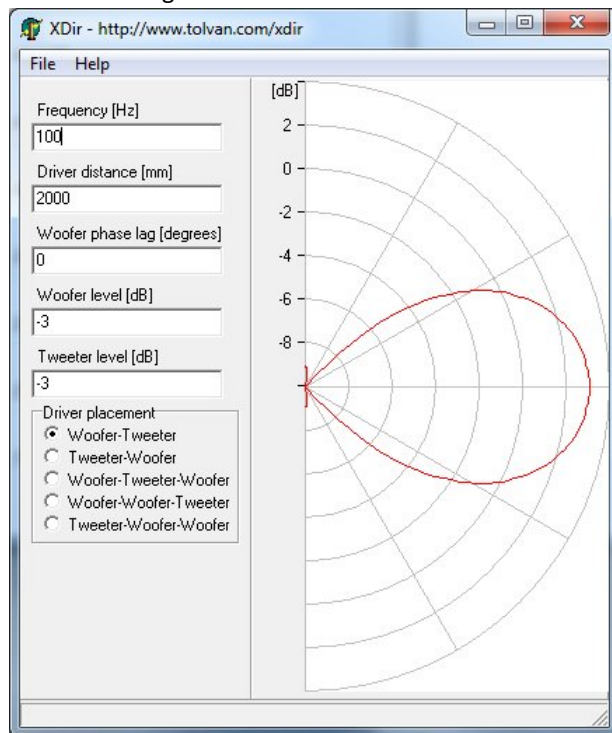 XDir - http://www.tolvan.com/xdir
File Help
Frequency [Hz]
100
Driver distance [mm]
2000
Woofer phase lag [degrees]
0
Woofer level [dB]
-3
Tweeter level [dB]
-3
Driver placement
Woofer-Tweeter
Tweeter-Woofer
Woofer-Tweeter-Woofer
Woofer-Woofer-Tweeter
Tweeter-Woofer-Woofer
[dB]
2
0
-2
-4
-6
-8